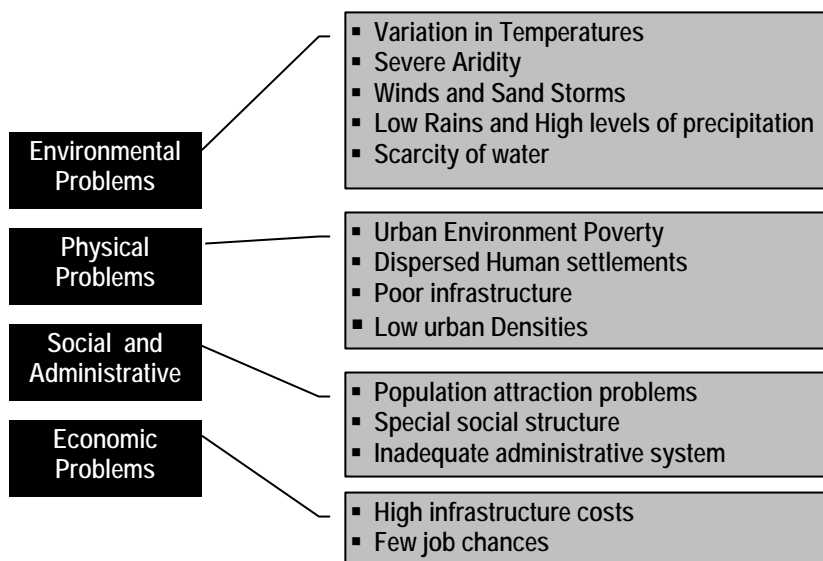 Environmental
Problems
▪ Variation in Temperatures
▪ Severe Aridity
▪ Winds and Sand Storms
▪ Low Rains and High levels of precipitation
▪ Scarcity of water
Physical
Problems
▪ Urban Environment Poverty
▪ Dispersed Human settlements
▪ Poor infrastructure
▪ Low urban Densities
Social and
Administrative
▪ Population attraction problems
▪ Special social structure
▪ Inadequate administrative system
Economic
Problems
▪ High infrastructure costs
▪ Few job chances